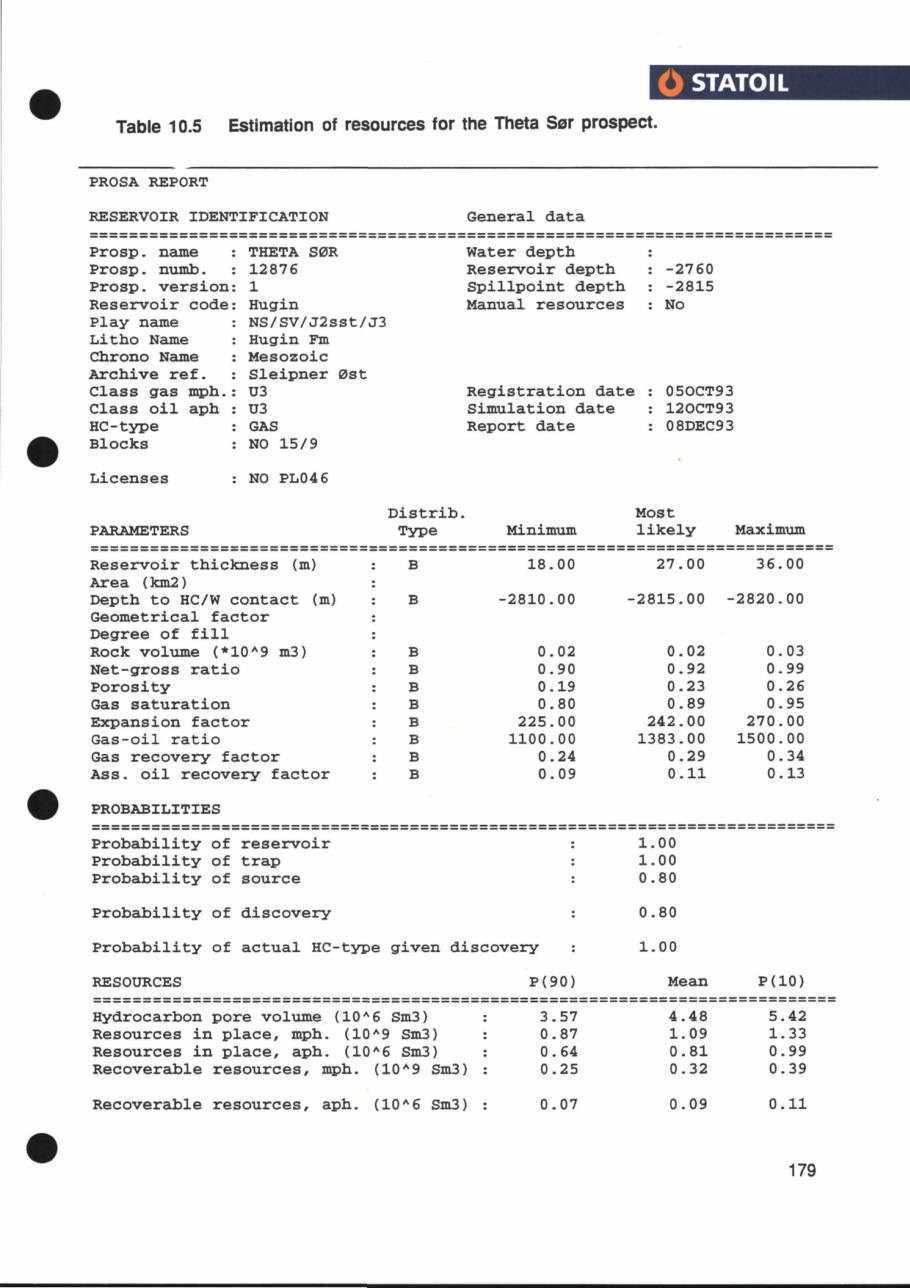 STATOIL
Table 10.5 Estimation of resources for the Theta Sør prospect.
PROSA REPORT
RESERVOIR IDENTIFICATION General data
===========================================================================
Prosp. name : THETA SØR Water depth :
Prosp. numb. : 12876 Reservoir depth : -2760
Prosp. version: 1 Spillpoint depth : -2815
Reservoir code: Hugin Manual resources : No
Play name : NS/SV/J2sst/J3
Litho Name : Hugin Fm
Chrono Name : Mesozoic
Archive ref. : Sleipner Øst
Class gas mph.: U3 Registration date : 05OCT93
Class oil aph : U3 Simulation date : 12OCT93
HC-type : GAS Report date : 08DEC93
Blocks : NO 15/9
Licenses : NO PL046
Distrib. Most
PARAMETERS Type Minimum likely Maximum
===========================================================================
Reservoir thickness (m) : B 18.00 27.00 36.00
Area (km2) :
Depth to HC/W contact (m) : B -2810.00 -2815.00 -2820.00
Geometrical factor :
Degree of fill :
Rock volume (*10^9 m3) : B 0.02 0.02 0.03
Net-gross ratio : B 0.90 0.92 0.99
Porosity : B 0.19 0.23 0.26
Gas saturation : B 0.80 0.89 0.95
Expansion factor : B 225.00 242.00 270.00
Gas-oil ratio : B 1100.00 1383.00 1500.00
Gas recovery factor : B 0.24 0.29 0.34
Ass. oil recovery factor : B 0.09 0.11 0.13
PROBABILITIES
===========================================================================
Probability of reservoir : 1.00
Probability of trap : 1.00
Probability of source : 0.80
Probability of discovery : 0.80
Probability of actual HC-type given discovery : 1.00
RESOURCES P(90) Mean P(10)
===========================================================================
Hydrocarbon pore volume (10^6 Sm3) : 3.57 4.48 5.42
Resources in place, mph. (10^9 Sm3) : 0.87 1.09 1.33
Resources in place, aph. (10^6 Sm3) : 0.64 0.81 0.99
Recoverable resources, mph. (10^9 Sm3) : 0.25 0.32 0.39
Recoverable resources, aph. (10^6 Sm3) : 0.07 0.09 0.11
179